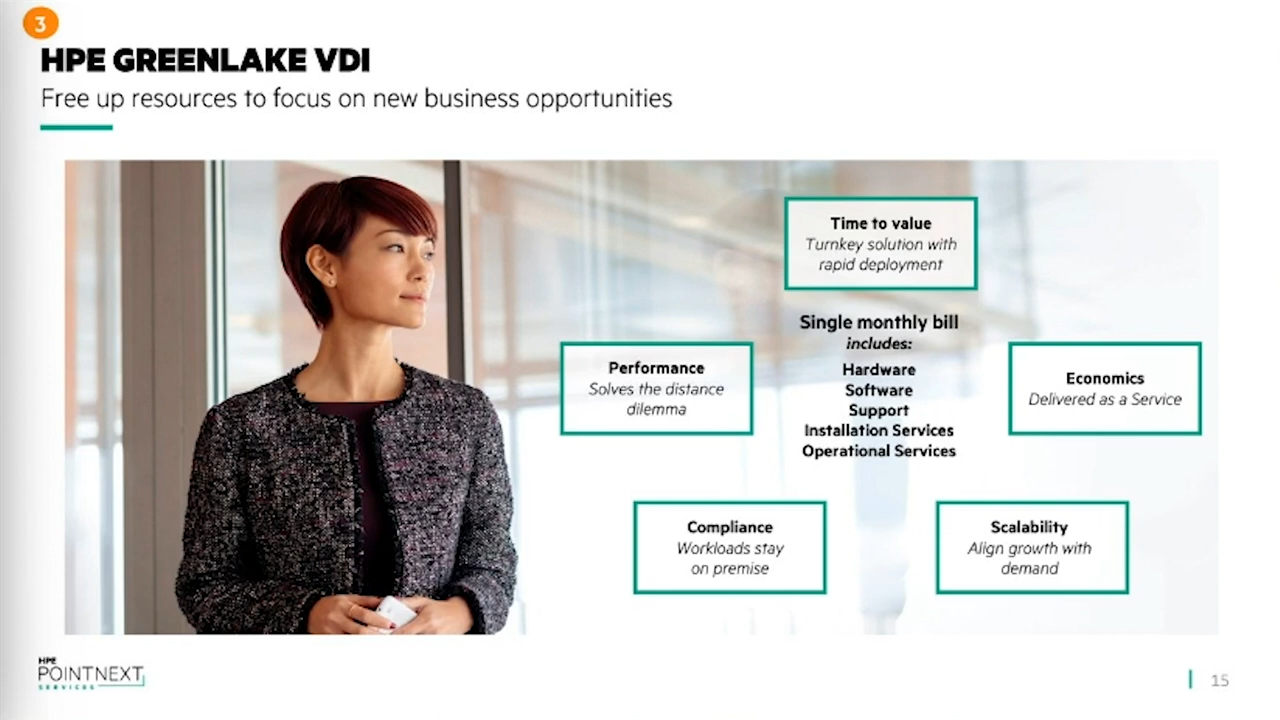 3
HPE GREENLAKE VDI
Free up resources to focus on new business opportunities
Time to value
Turnkey solution with
rapid deployment
Single monthly bill
includes:
Hardware
Software
Support
Installation Services
Operational Services
Performance
Solves the distance
dilemma
Economics
Delivered as a Service
Compliance
Workloads stay
on premise
Scalability
Align growth with
demand
HPE
POINTNEXT
SERVICES
15